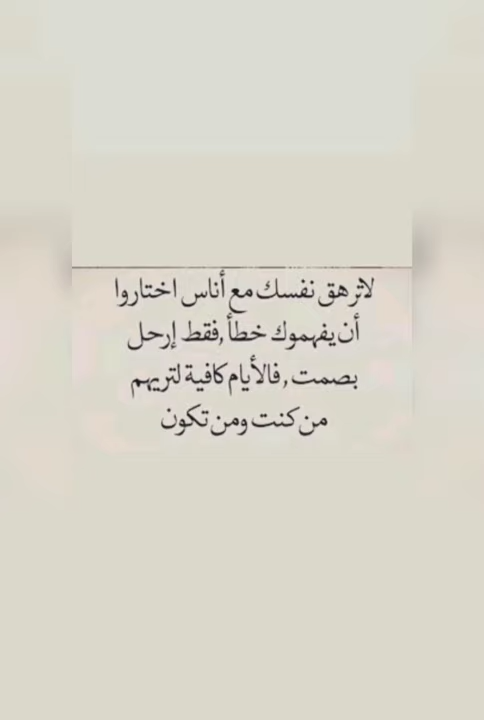 لاترهق نفسك مع أناس اختاروا
أن يفهموك خطأ ,فقط إرحل
بصمت , فالأيام كافية لتريهم
من كنت ومن تكون